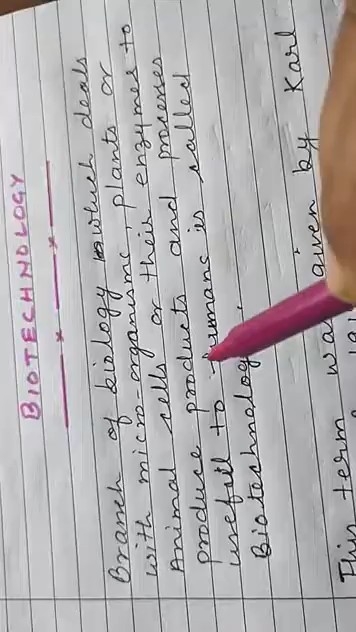 BIOTECHNOLOGY
Branch of biology which deals
with micro-organisms, plants or
Animal cells or their enzymes to
produce products and processes
usefull to humans is called
Biotechnology.
This term was given by Karl